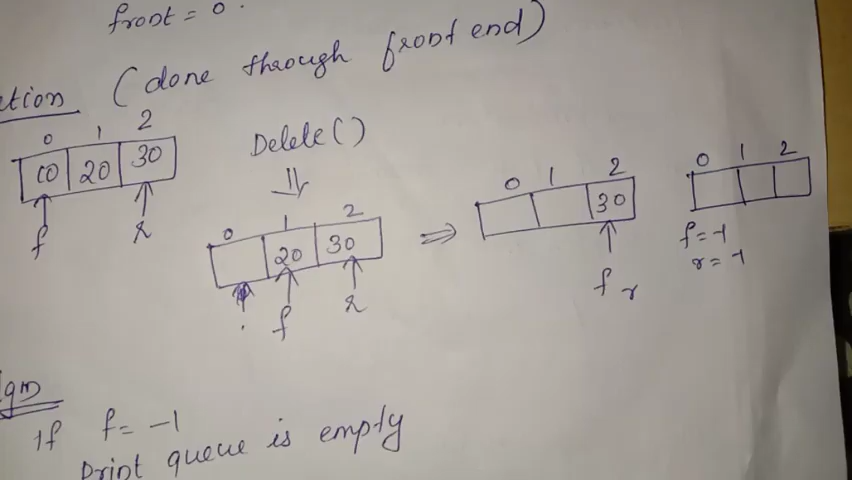 front = 0.
ction (done through front end)
0 1 2
10 20 30
f r
Delete()
0 1 2
20 30
f r
0 1 2
30
f r
0 1 2
f = -1
r = -1
If f = -1
Print queue is empty